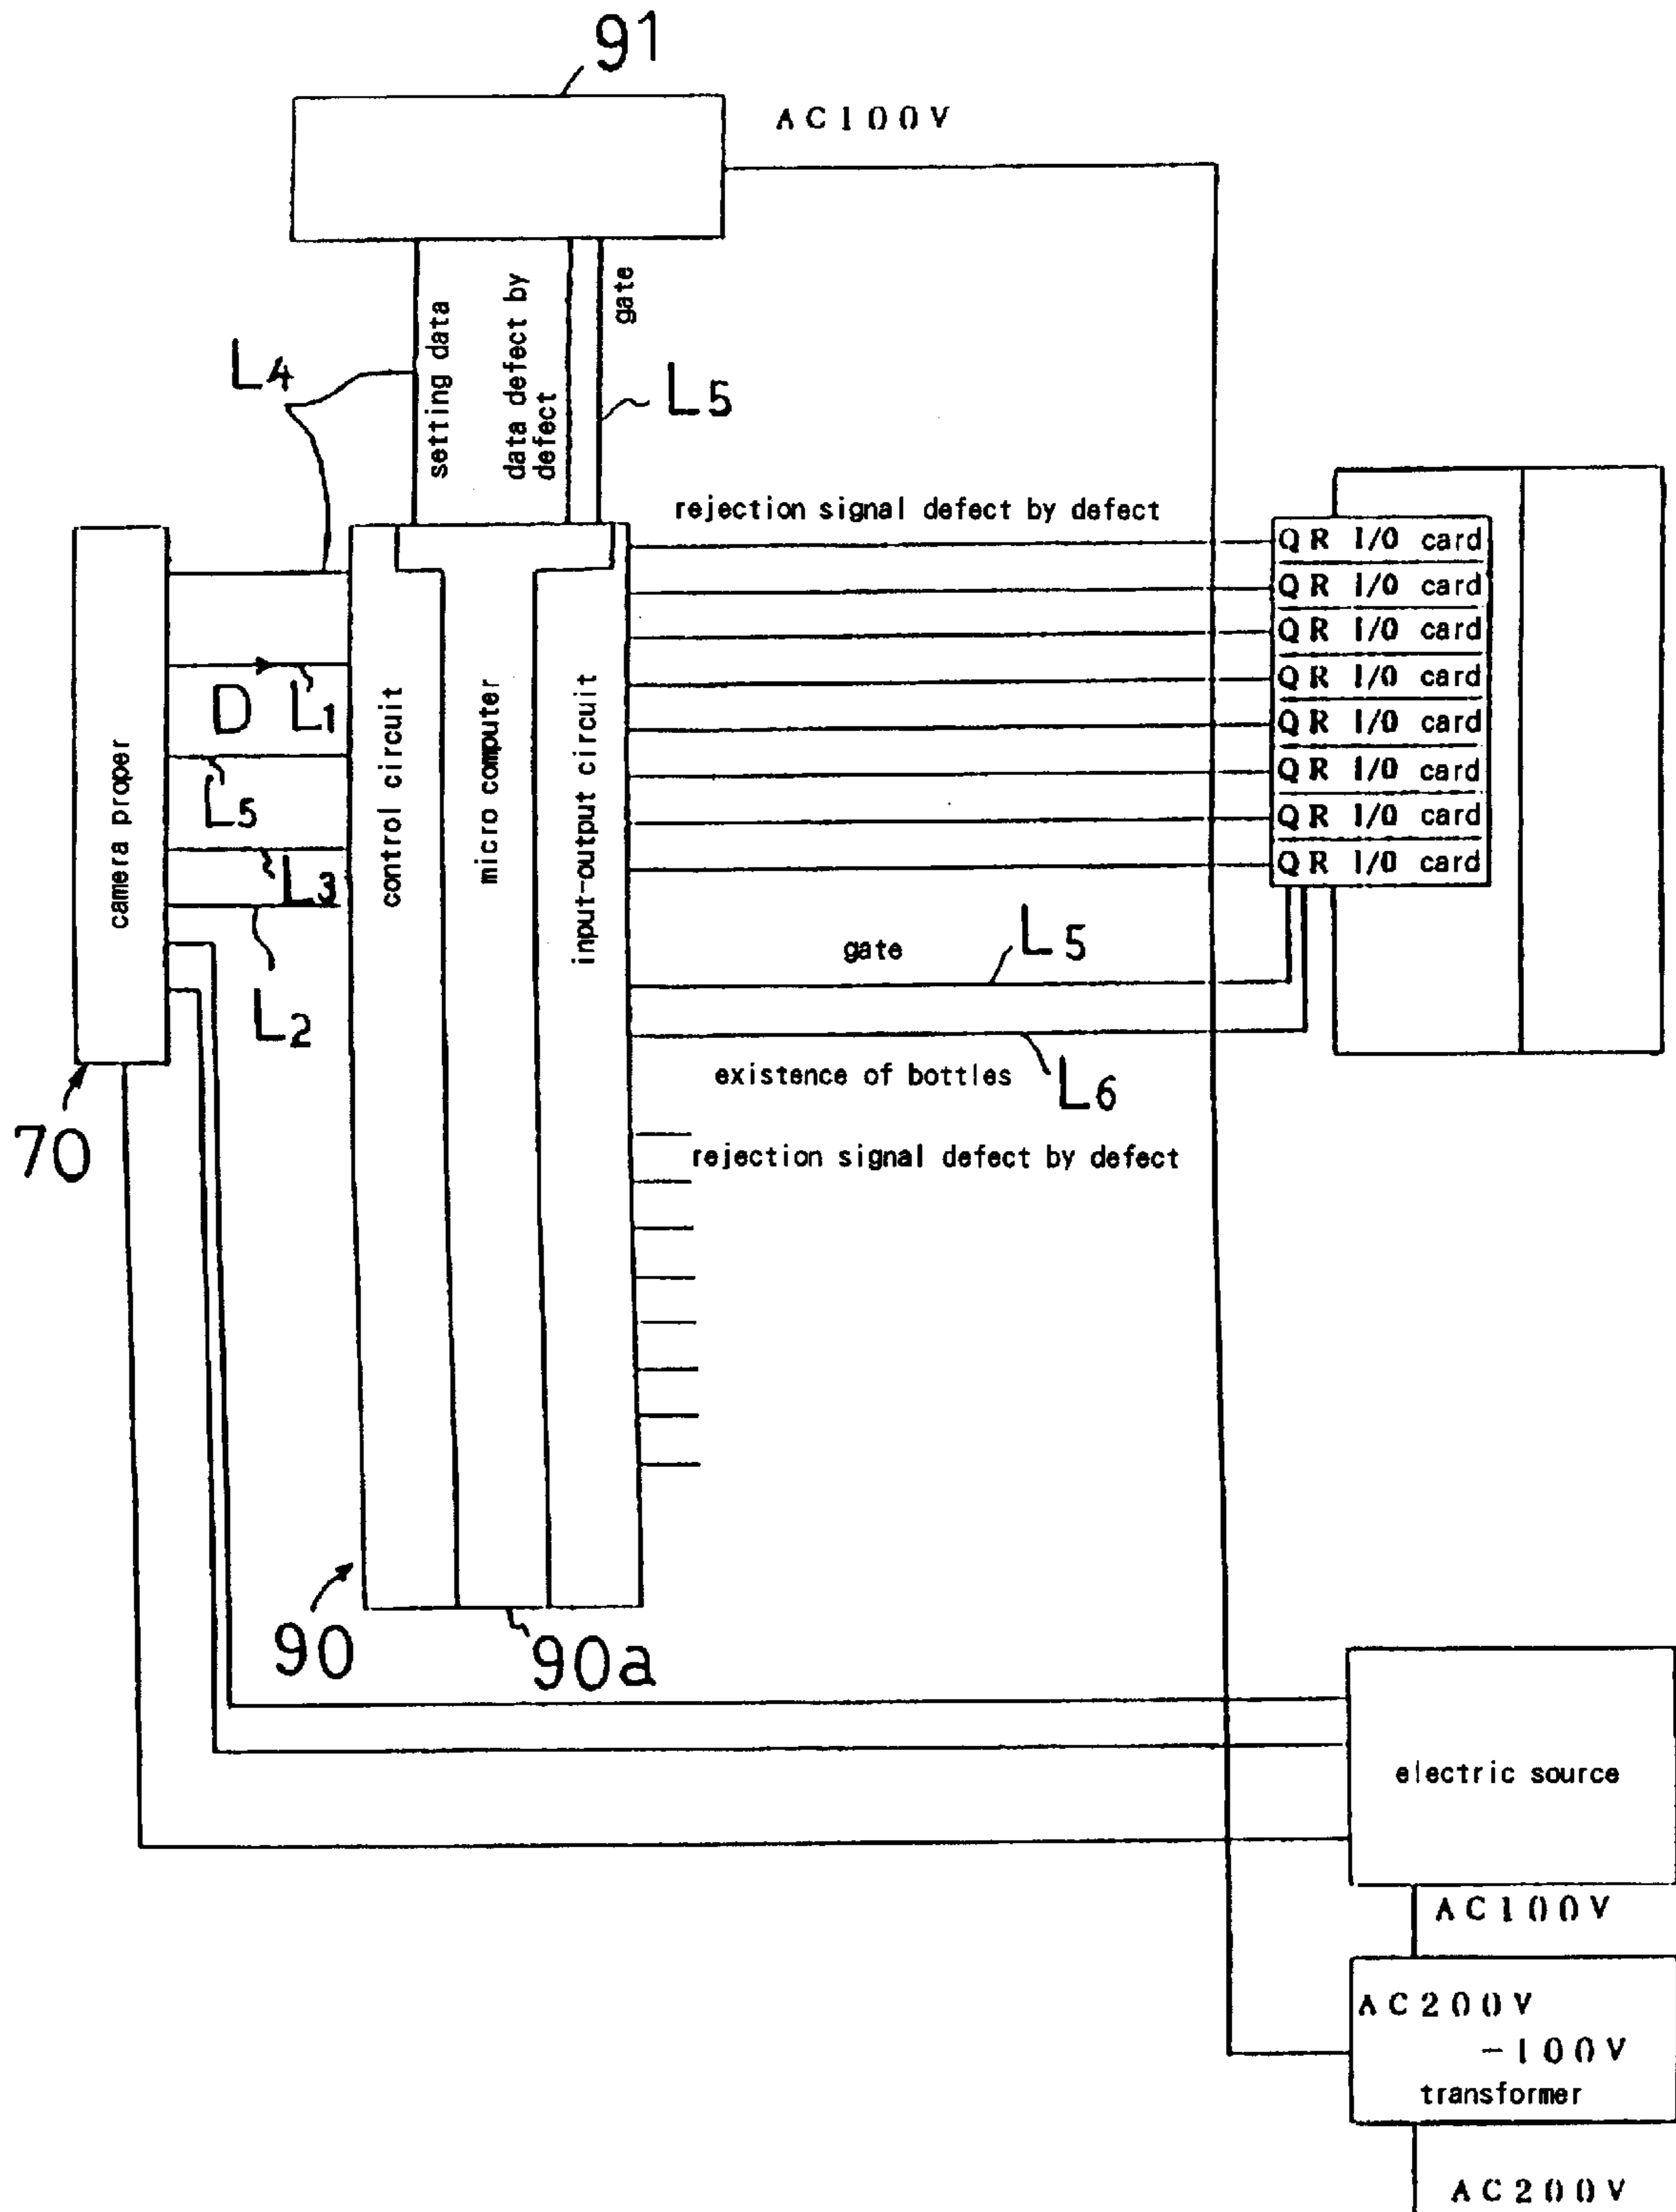 91
AC100V
setting data
data defect by
defect
gate
L4
L5
rejection signal defect by defect
QR I/O card
QR I/O card
QR I/O card
QR I/O card
QR I/O card
QR I/O card
QR I/O card
QR I/O card
camera proper
D
L1
L5
L3
L2
control circuit
micro computer
input-output circuit
gate
L5
existence of bottles
L6
70
rejection signal defect by defect
90
90a
electric source
AC100V
AC200V
-100V
transformer
AC200V